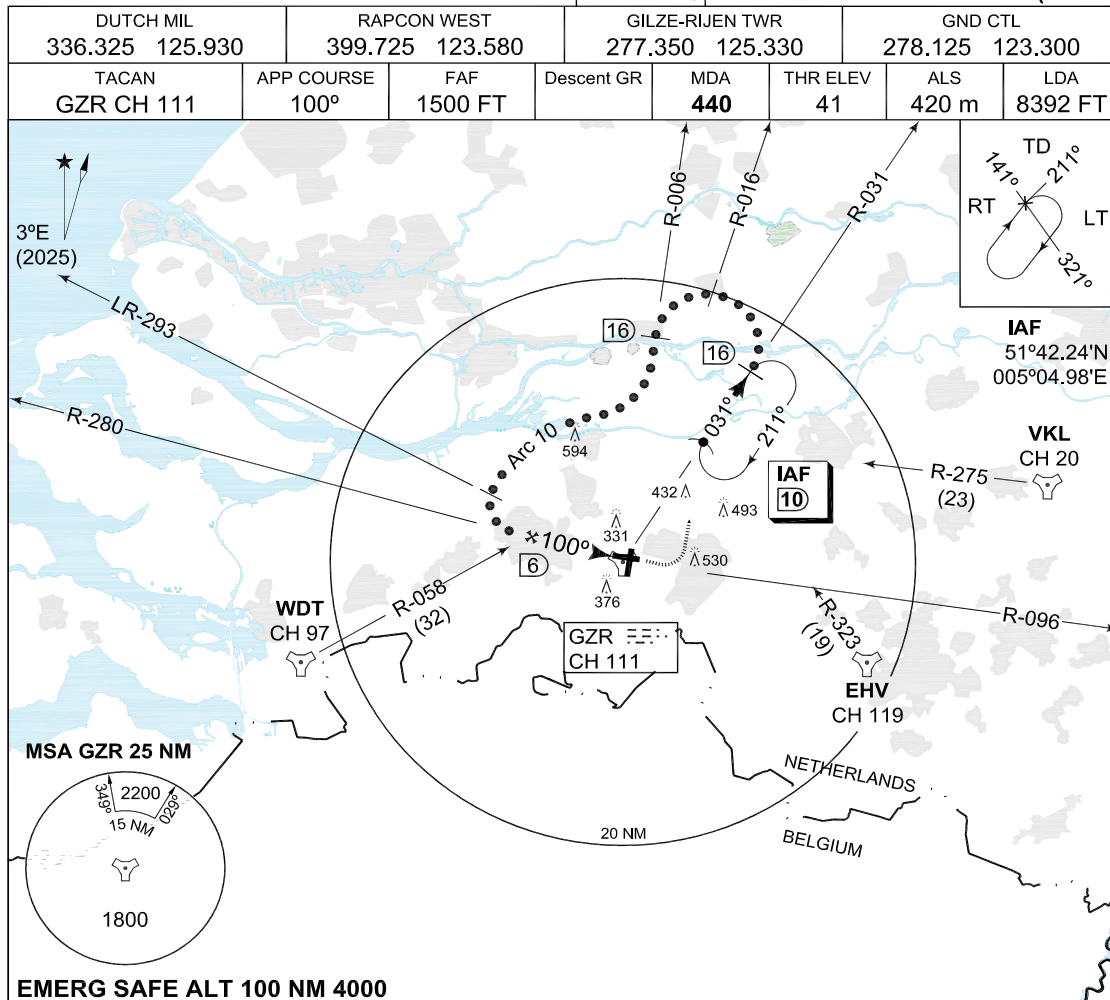 DUTCH MIL
336.325 125.930
RAPCON WEST
399.725 123.580
GILZE-RIJEN TWR
277.350 125.330
GND CTL
278.125 123.300
TACAN
GZR CH 111
APP COURSE
100º
FAF
1500 FT
Descent GR
MDA
440
THR ELEV
41
ALS
420 m
LDA
8392 FT
TD
141º
211º
RT
LT
321º
3ºE
(2025)
R-006
R-016
R-031
LR-293
16
16
IAF
51º42.24'N
005º04.98'E
R-280
Arc 10
594
031º
211º
VKL
CH 20
R-275
(23)
IAF
10
432
493
331
530
100º
6
376
R-058
(32)
WDT
CH 97
R-096
R-323
(19)
GZR
CH 111
EHV
CH 119
MSA GZR 25 NM
349º
2200
029º
15 NM
1800
NETHERLANDS
BELGIUM
20 NM
EMERG SAFE ALT 100 NM 4000